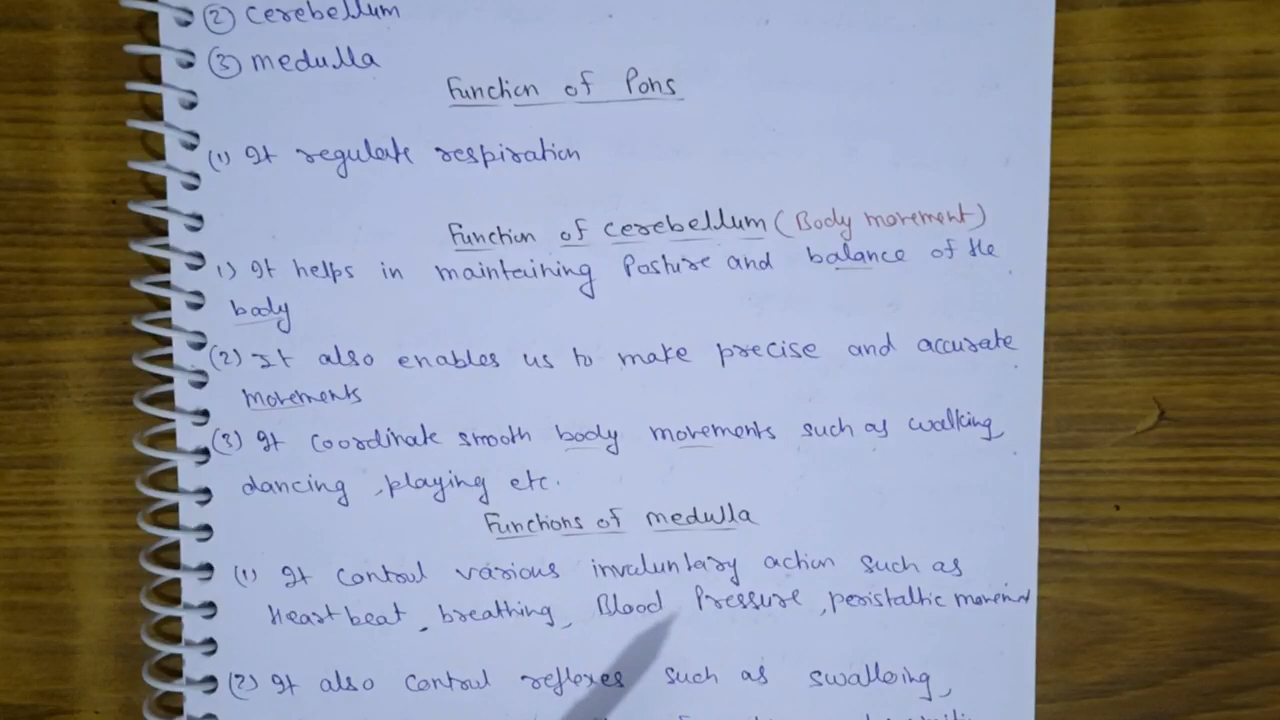 ② Cerebellum
③ medulla
Function of Pons
(1) It regulate respiration
Function of cerebellum (Body movement)
1) It helps in maintaining Posture and balance of the
body
(2) It also enables us to make precise and accurate
movements
(3) It coordinate smooth body movements such as walking,
dancing, playing etc.
Functions of medulla
(1) It control various involuntary action such as
Heart beat, breathing, Blood Pressure, peristaltic movement
(2) It also control reflexes such as swalloing,